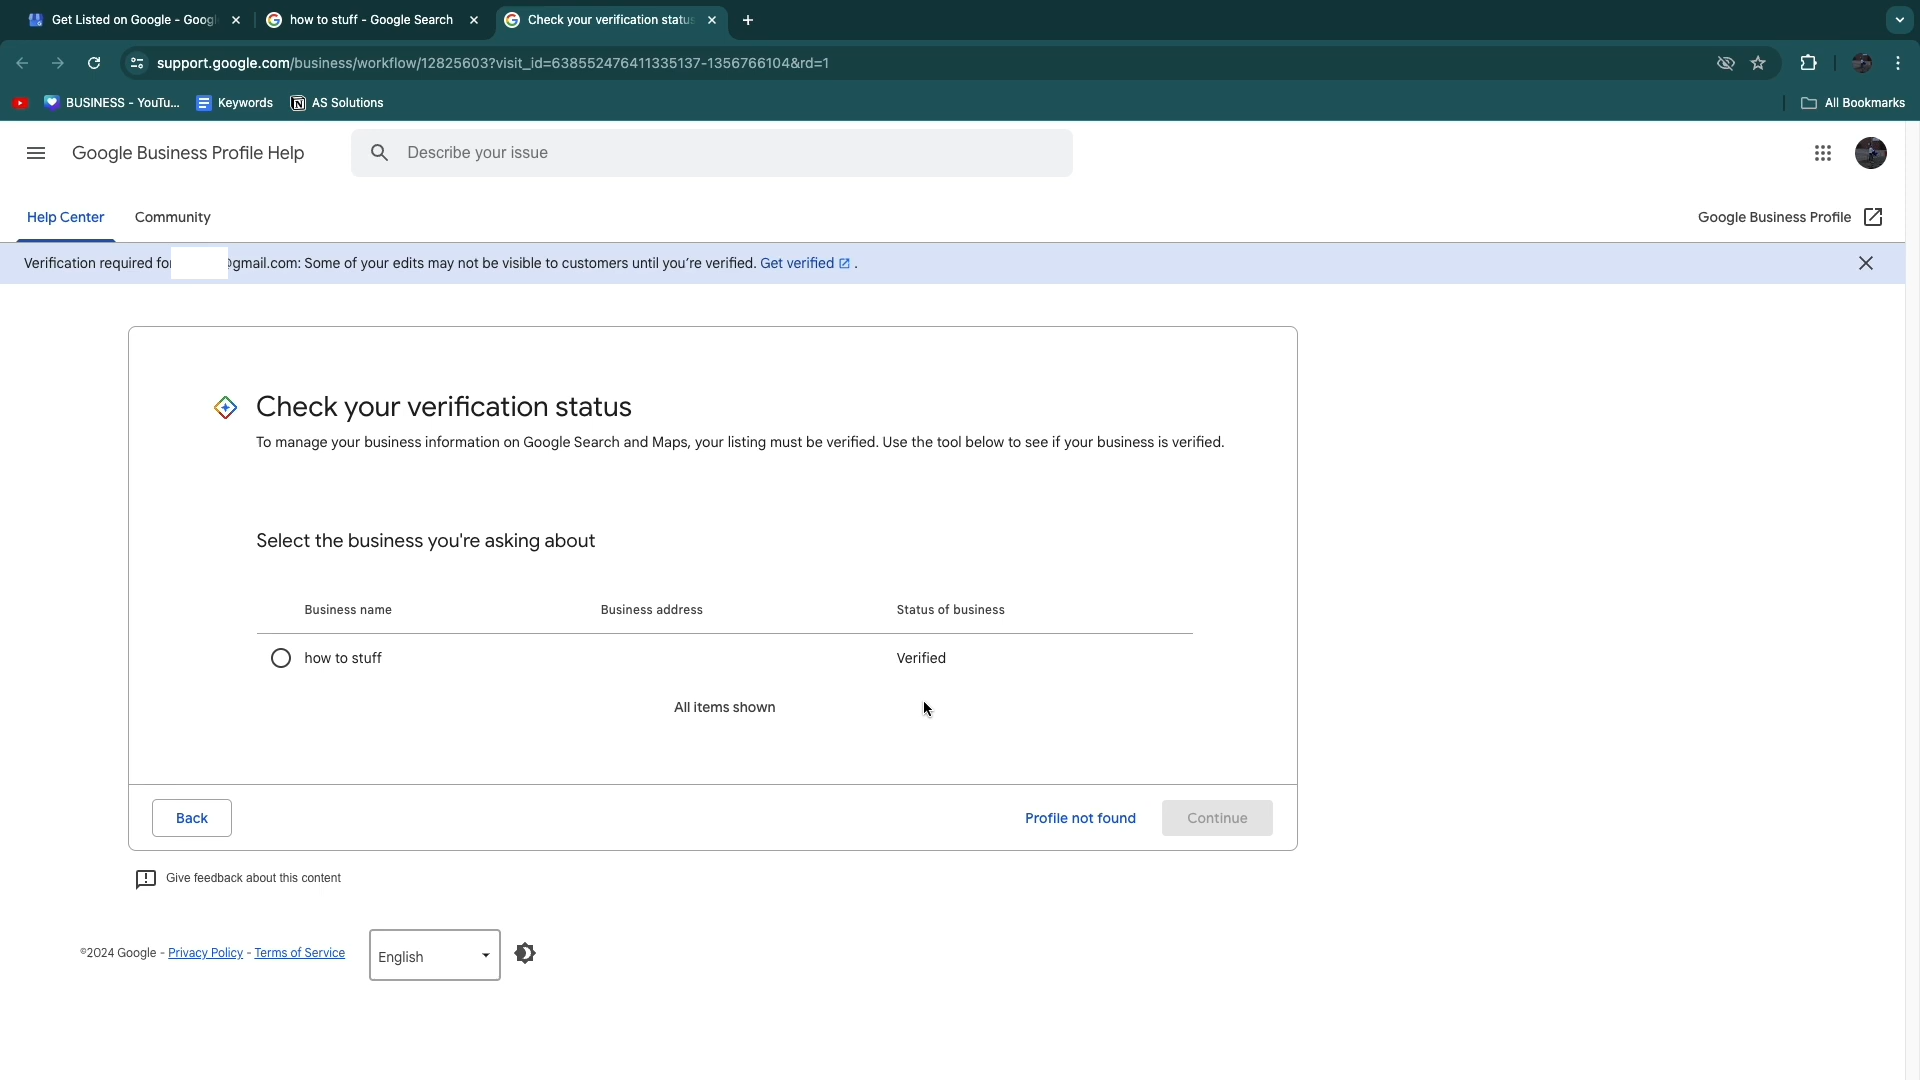 Get Listed on Google - Googl
how to stuff - Google Search
Check your verification status
support.google.com/business/workflow/12825603?visit_id=638552476411335137-1356766104&rd=1
BUSINESS - YouTu...
Keywords
AS Solutions
All Bookmarks
Google Business Profile Help
Describe your issue
Help Center
Community
Google Business Profile
Verification required for @gmail.com: Some of your edits may not be visible to customers until you're verified. Get verified .
Check your verification status
To manage your business information on Google Search and Maps, your listing must be verified. Use the tool below to see if your business is verified.
Select the business you're asking about
Business name Business address Status of business
how to stuff Verified
All items shown
Back
Profile not found
Continue
Give feedback about this content
©2024 Google - Privacy Policy - Terms of Service
English